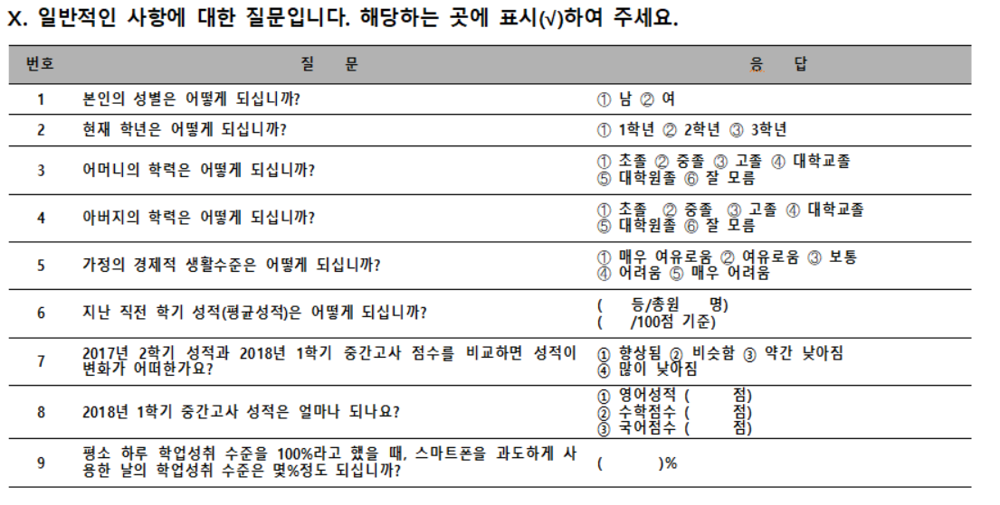 X. 일반적인 사항에 대한 질문입니다. 해당하는 곳에 표시(√)하여 주세요.
번호 질 문 응 답
1 본인의 성별은 어떻게 되십니까? ① 남 ② 여
2 현재 학년은 어떻게 되십니까? ① 1학년 ② 2학년 ③ 3학년
3 어머니의 학력은 어떻게 되십니까? ① 초졸 ② 중졸 ③ 고졸 ④ 대학교졸
⑤ 대학원졸 ⑥ 잘 모름
4 아버지의 학력은 어떻게 되십니까? ① 초졸 ② 중졸 ③ 고졸 ④ 대학교졸
⑤ 대학원졸 ⑥ 잘 모름
5 가정의 경제적 생활수준은 어떻게 되십니까? ① 매우 여유로움 ② 여유로움 ③ 보통
④ 어려움 ⑤ 매우 어려움
6 지난 직전 학기 성적(평균성적)은 어떻게 되십니까? ( 등/총원 명)
( /100점 기준)
7 2017년 2학기 성적과 2018년 1학기 중간고사 점수를 비교하면 성적이
변화가 어떠한가요? ① 향상됨 ② 비슷함 ③ 약간 낮아짐
④ 많이 낮아짐
8 2018년 1학기 중간고사 성적은 얼마나 되나요? ① 영어성적 ( 점)
② 수학점수 ( 점)
③ 국어점수 ( 점)
9 평소 하루 학업성취 수준을 100%라고 했을 때, 스마트폰을 과도하게 사
용한 날의 학업성취 수준은 몇%정도 되십니까? ( )%